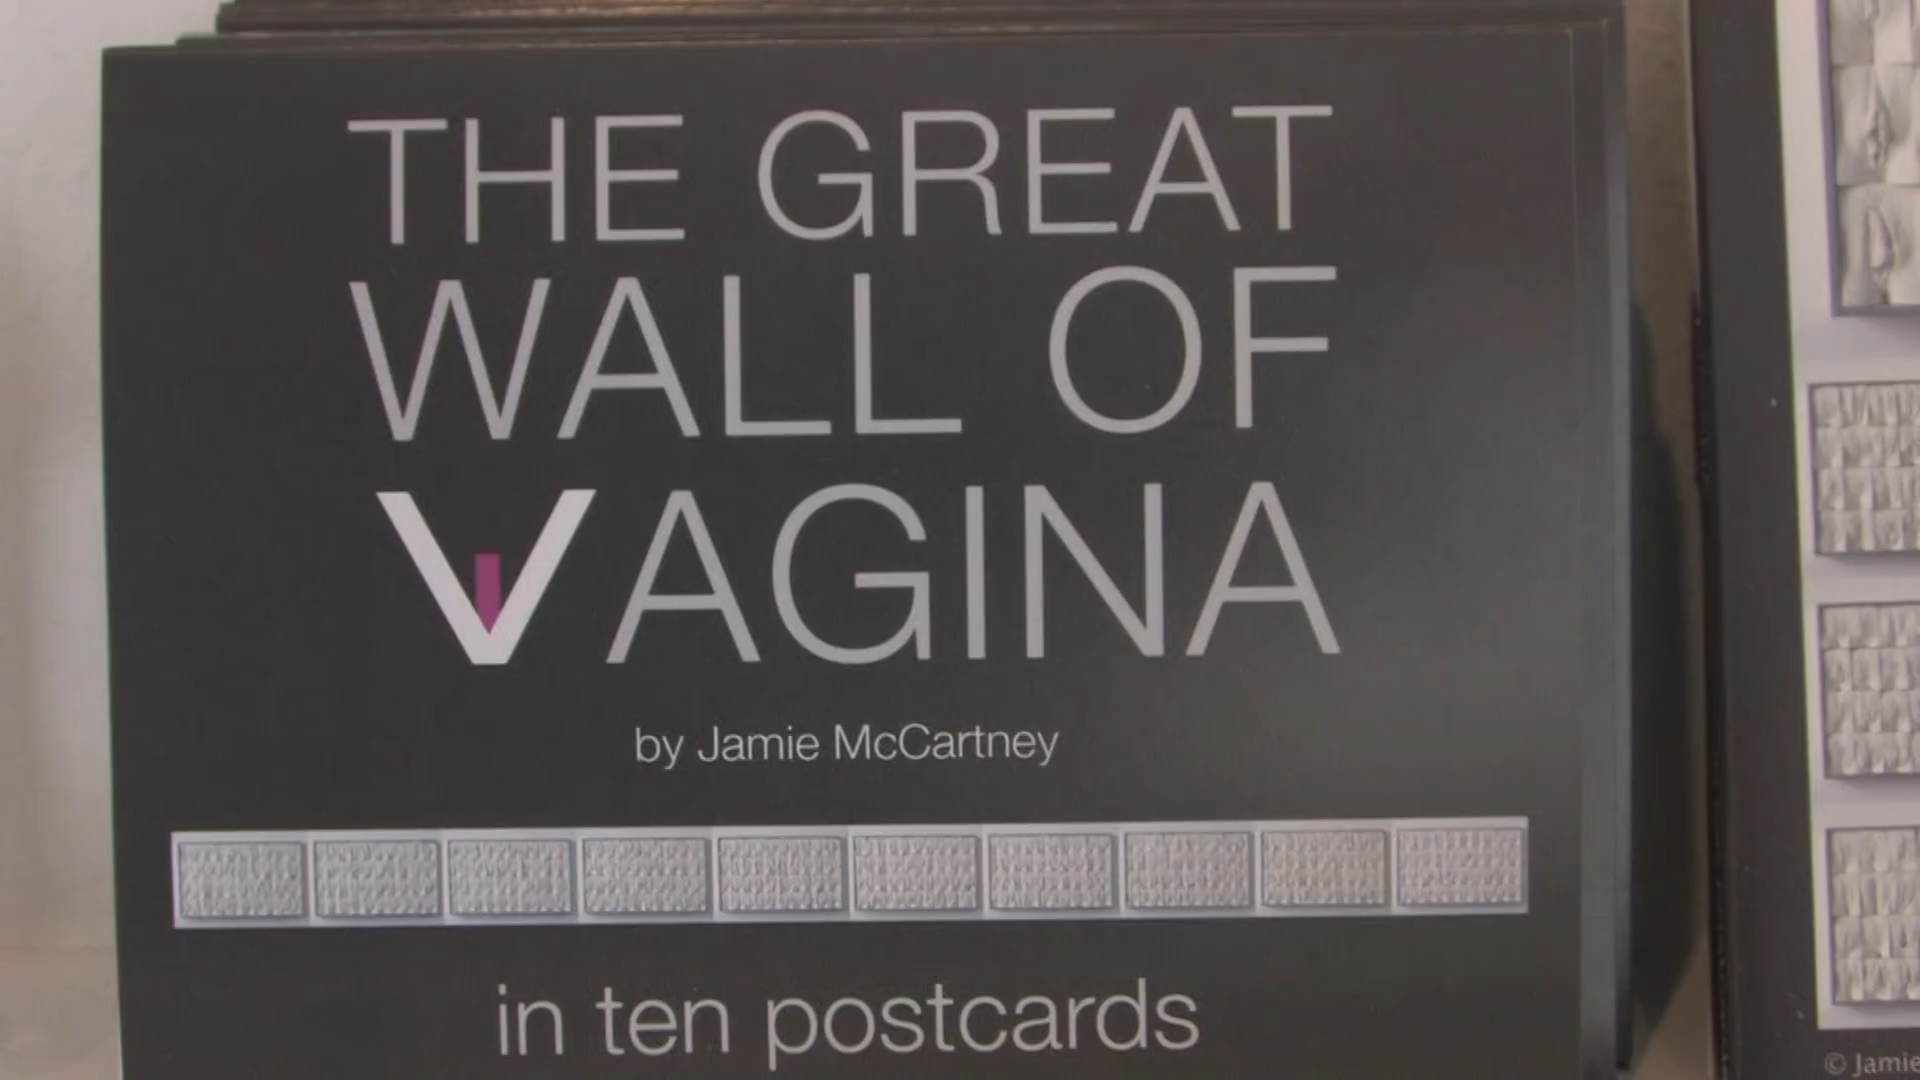 THE GREAT
WALL OF
VAGINA
by Jamie McCartney
in ten postcards
© Jamie